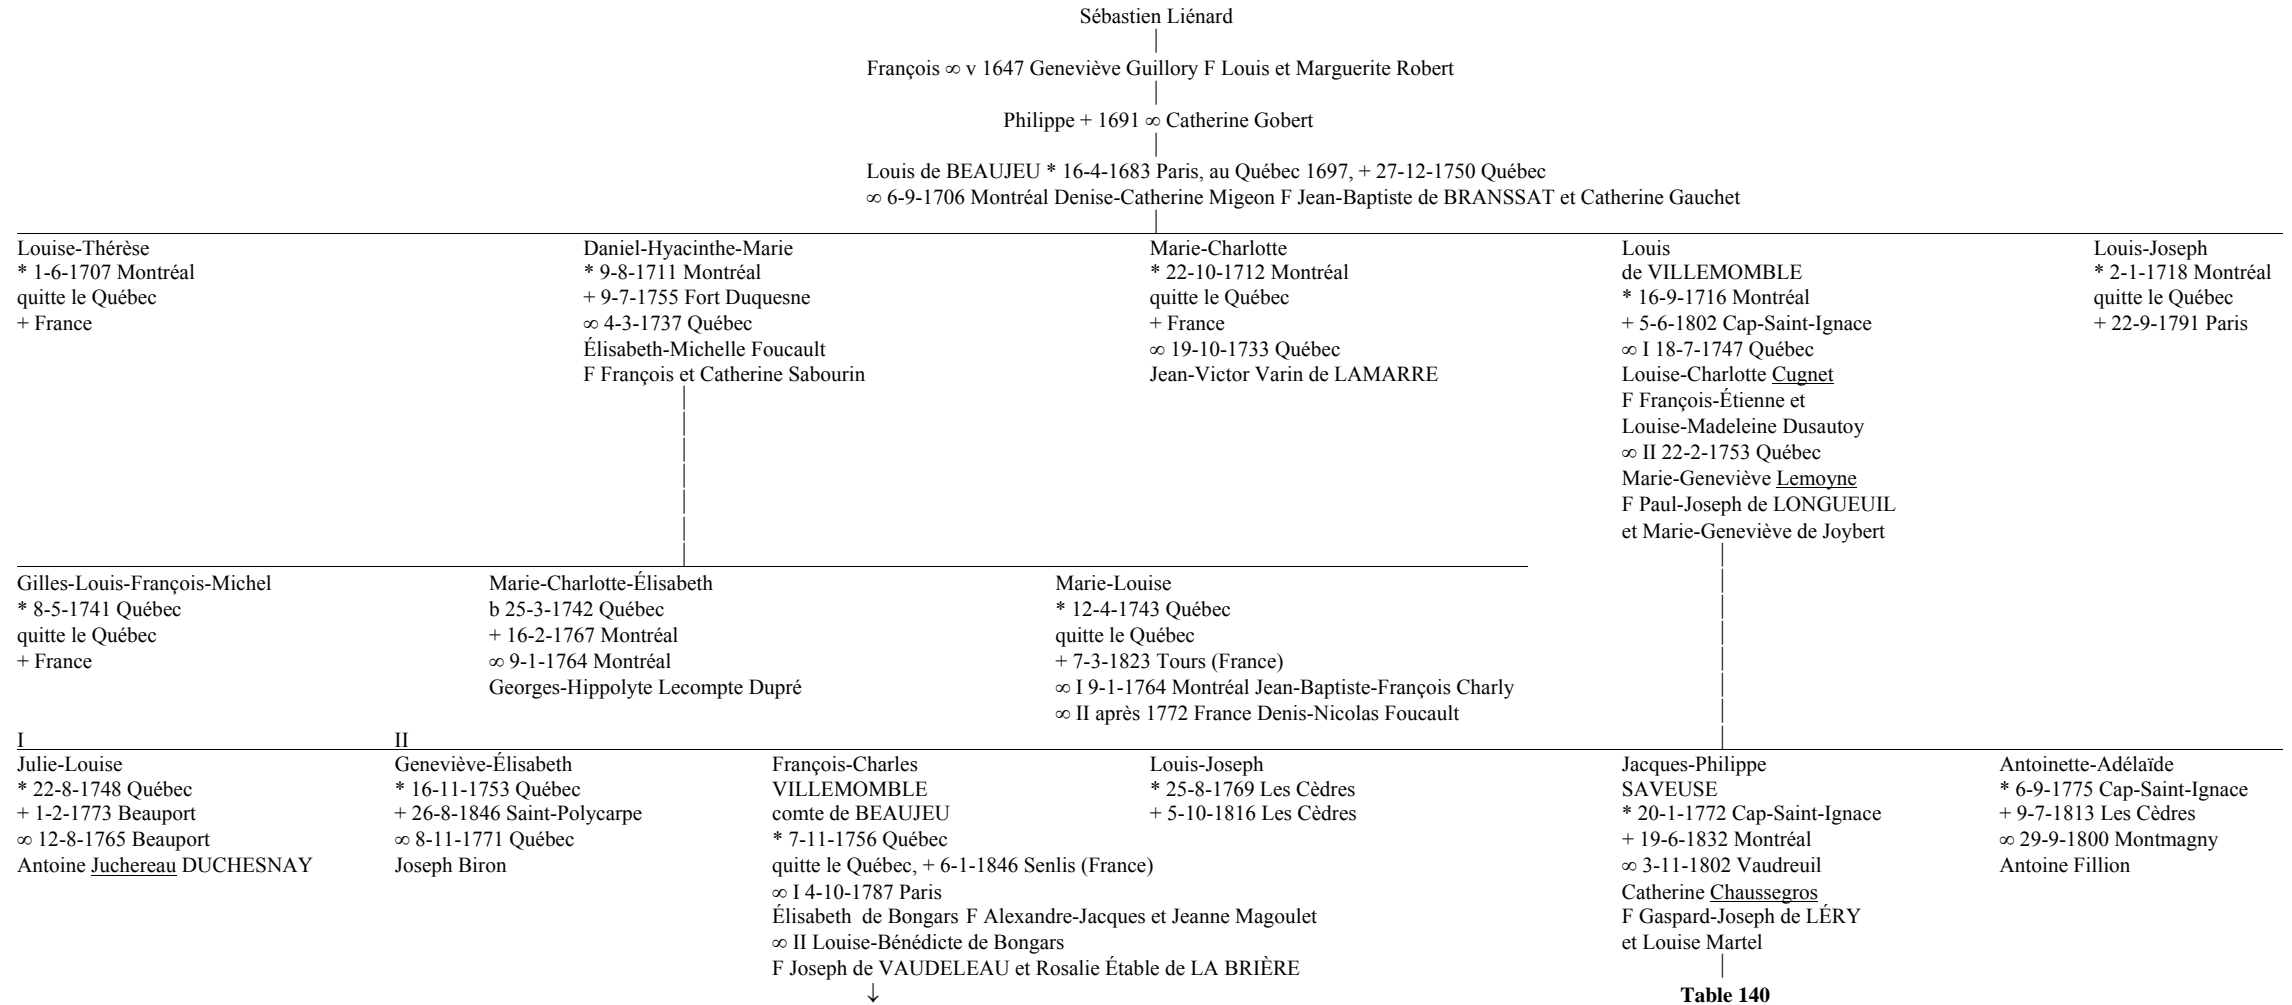 Sébastien Liénard
François ∞ v 1647 Geneviève Guillory F Louis et Marguerite Robert
Philippe + 1691 ∞ Catherine Gobert
Louis de BEAUJEU * 16-4-1683 Paris, au Québec 1697, + 27-12-1750 Québec
∞ 6-9-1706 Montréal Denise-Catherine Migeon F Jean-Baptiste de BRANSSAT et Catherine Gauchet
Louise-Thérèse
* 1-6-1707 Montréal
quitte le Québec
+ France
Daniel-Hyacinthe-Marie
* 9-8-1711 Montréal
+ 9-7-1755 Fort Duquesne
∞ 4-3-1737 Québec
Élisabeth-Michelle Foucault
F François et Catherine Sabourin
Marie-Charlotte
* 22-10-1712 Montréal
quitte le Québec
+ France
∞ 19-10-1733 Québec
Jean-Victor Varin de LAMARRE
Louis
de VILLEMOMBLE
* 16-9-1716 Montréal
+ 5-6-1802 Cap-Saint-Ignace
∞ I 18-7-1747 Québec
Louise-Charlotte Cugnet
F François-Étienne et
Louise-Madeleine Dusautoy
∞ II 22-2-1753 Québec
Marie-Geneviève Lemoyne
F Paul-Joseph de LONGUEUIL
et Marie-Geneviève de Joybert
Louis-Joseph
* 2-1-1718 Montréal
quitte le Québec
+ 22-9-1791 Paris
Gilles-Louis-François-Michel
* 8-5-1741 Québec
quitte le Québec
+ France
Marie-Charlotte-Élisabeth
b 25-3-1742 Québec
+ 16-2-1767 Montréal
∞ 9-1-1764 Montréal
Georges-Hippolyte Lecompte Dupré
Marie-Louise
* 12-4-1743 Québec
quitte le Québec
+ 7-3-1823 Tours (France)
∞ I 9-1-1764 Montréal Jean-Baptiste-François Charly
∞ II après 1772 France Denis-Nicolas Foucault
I
Julie-Louise
* 22-8-1748 Québec
+ 1-2-1773 Beauport
∞ 12-8-1765 Beauport
Antoine Juchereau DUCHESNAY
II
Geneviève-Élisabeth
* 16-11-1753 Québec
+ 26-8-1846 Saint-Polycarpe
∞ 8-11-1771 Québec
Joseph Biron
François-Charles
VILLEMOMBLE
comte de BEAUJEU
* 7-11-1756 Québec
quitte le Québec, + 6-1-1846 Senlis (France)
∞ I 4-10-1787 Paris
Élisabeth de Bongars F Alexandre-Jacques et Jeanne Magoulet
∞ II Louise-Bénédicte de Bongars
F Joseph de VAUDELEAU et Rosalie Étable de LA BRIÈRE
↓
Louis-Joseph
* 25-8-1769 Les Cèdres
+ 5-10-1816 Les Cèdres
Jacques-Philippe
SAVEUSE
* 20-1-1772 Cap-Saint-Ignace
+ 19-6-1832 Montréal
∞ 3-11-1802 Vaudreuil
Catherine Chaussegros
F Gaspard-Joseph de LÉRY
et Louise Martel
Table 140
Antoinette-Adélaïde
* 6-9-1775 Cap-Saint-Ignace
+ 9-7-1813 Les Cèdres
∞ 29-9-1800 Montmagny
Antoine Fillion